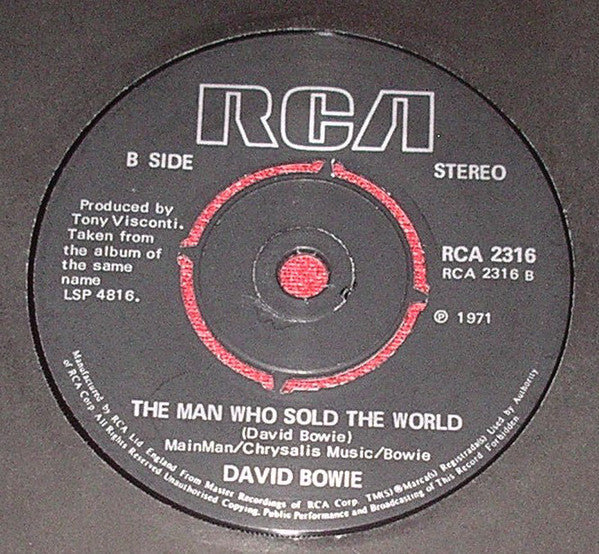 RCA
B SIDE
STEREO
Produced by
Tony Visconti.
Taken from
the album of
the same
name
LSP 4816.
RCA 2316
RCA 2316 B
℗ 1971
THE MAN WHO SOLD THE WORLD
(David Bowie)
MainMan/Chrysalis Music/Bowie
DAVID BOWIE
Manufactured by RCA Ltd. England From Master Recordings of RCA Corp. TM(S)®Marca(s) Registrada(s) Used by Authority
of RCA Corp. All Rights Reserved Unauthorised Copying, Public Performance and Broadcasting of This Record Forbidden